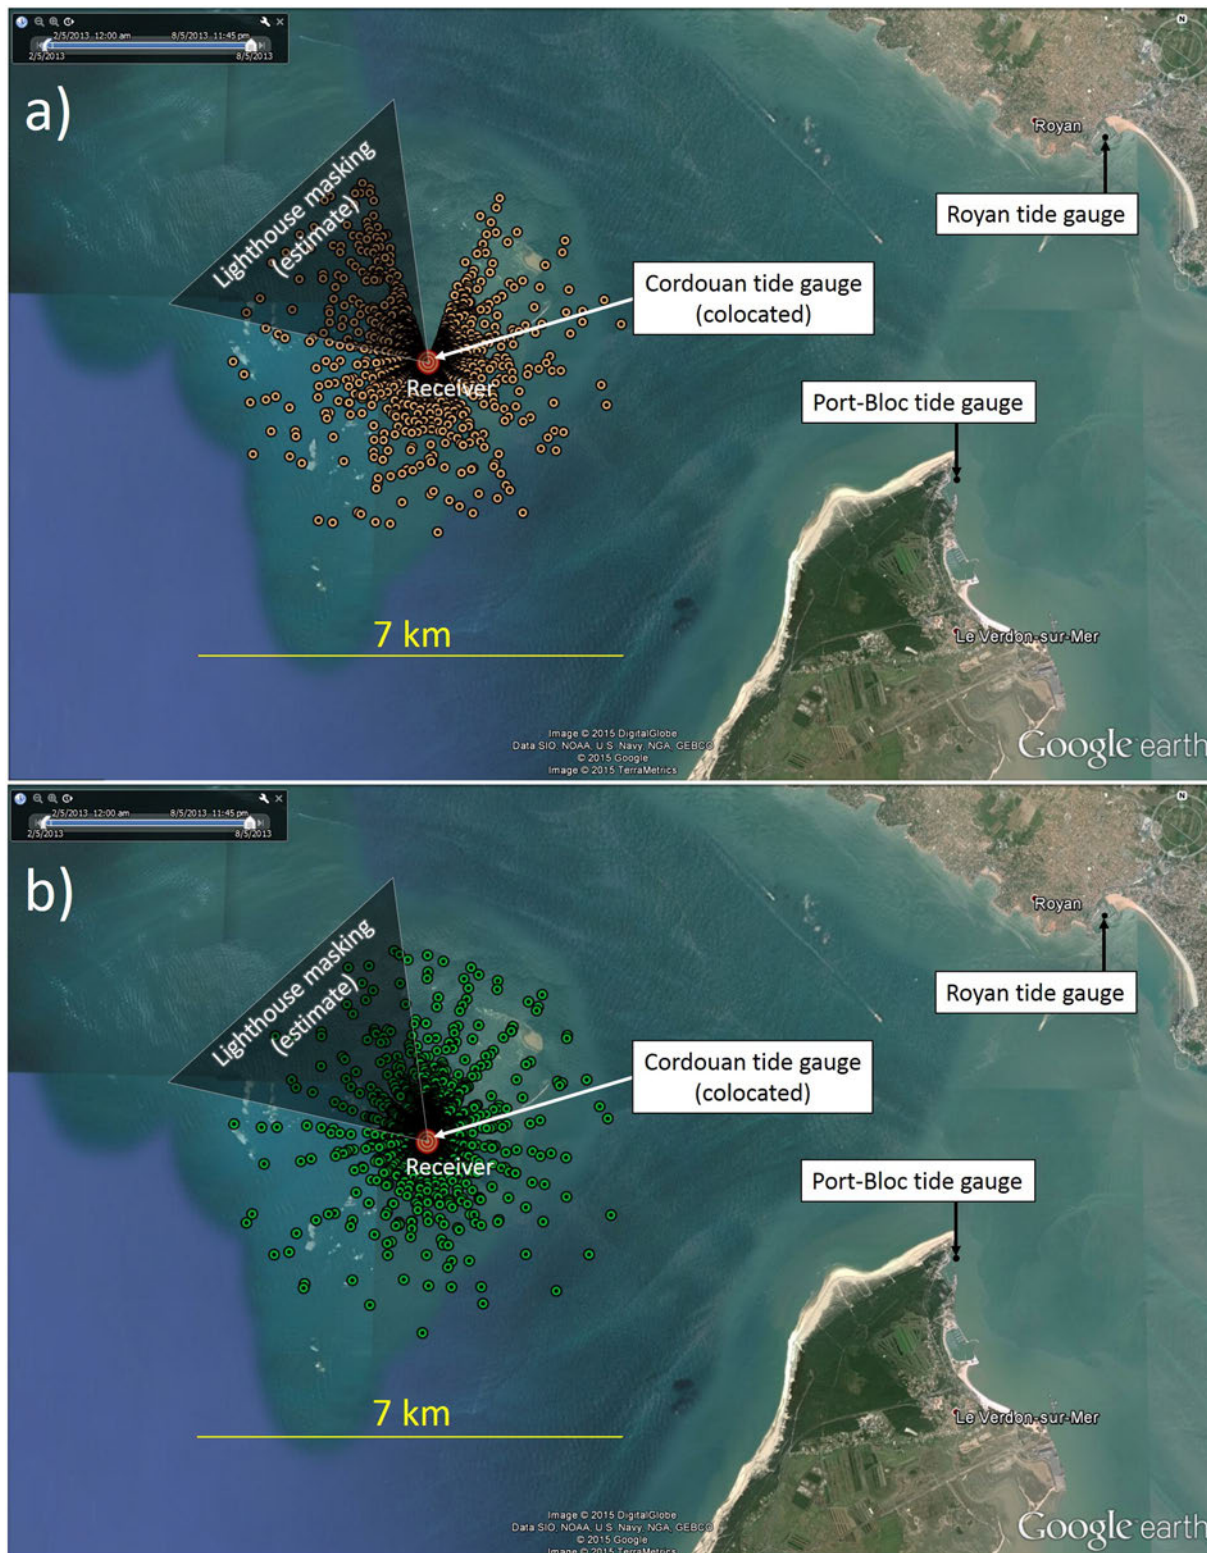 2/5/2013 12:00 am 8/5/2013 11:45 pm
2/5/2013 8/5/2013
N
a)
Lighthouse masking
(estimate)
Royan
Royan tide gauge
Cordouan tide gauge
(colocated)
Receiver
Port-Bloc tide gauge
7 km
Le Verdon-sur-Mer
Image © 2015 DigitalGlobe
Data SIO, NOAA, U.S. Navy, NGA, GEBCO
© 2015 Google
Image © 2015 TerraMetrics
Google earth
2/5/2013 12:00 am 8/5/2013 11:45 pm
2/5/2013 8/5/2013
N
b)
Lighthouse masking
(estimate)
Royan
Royan tide gauge
Cordouan tide gauge
(colocated)
Receiver
Port-Bloc tide gauge
7 km
Le Verdon-sur-Mer
Image © 2015 DigitalGlobe
Data SIO, NOAA, U.S. Navy, NGA, GEBCO
© 2015 Google
Image © 2015 TerraMetrics
Google earth